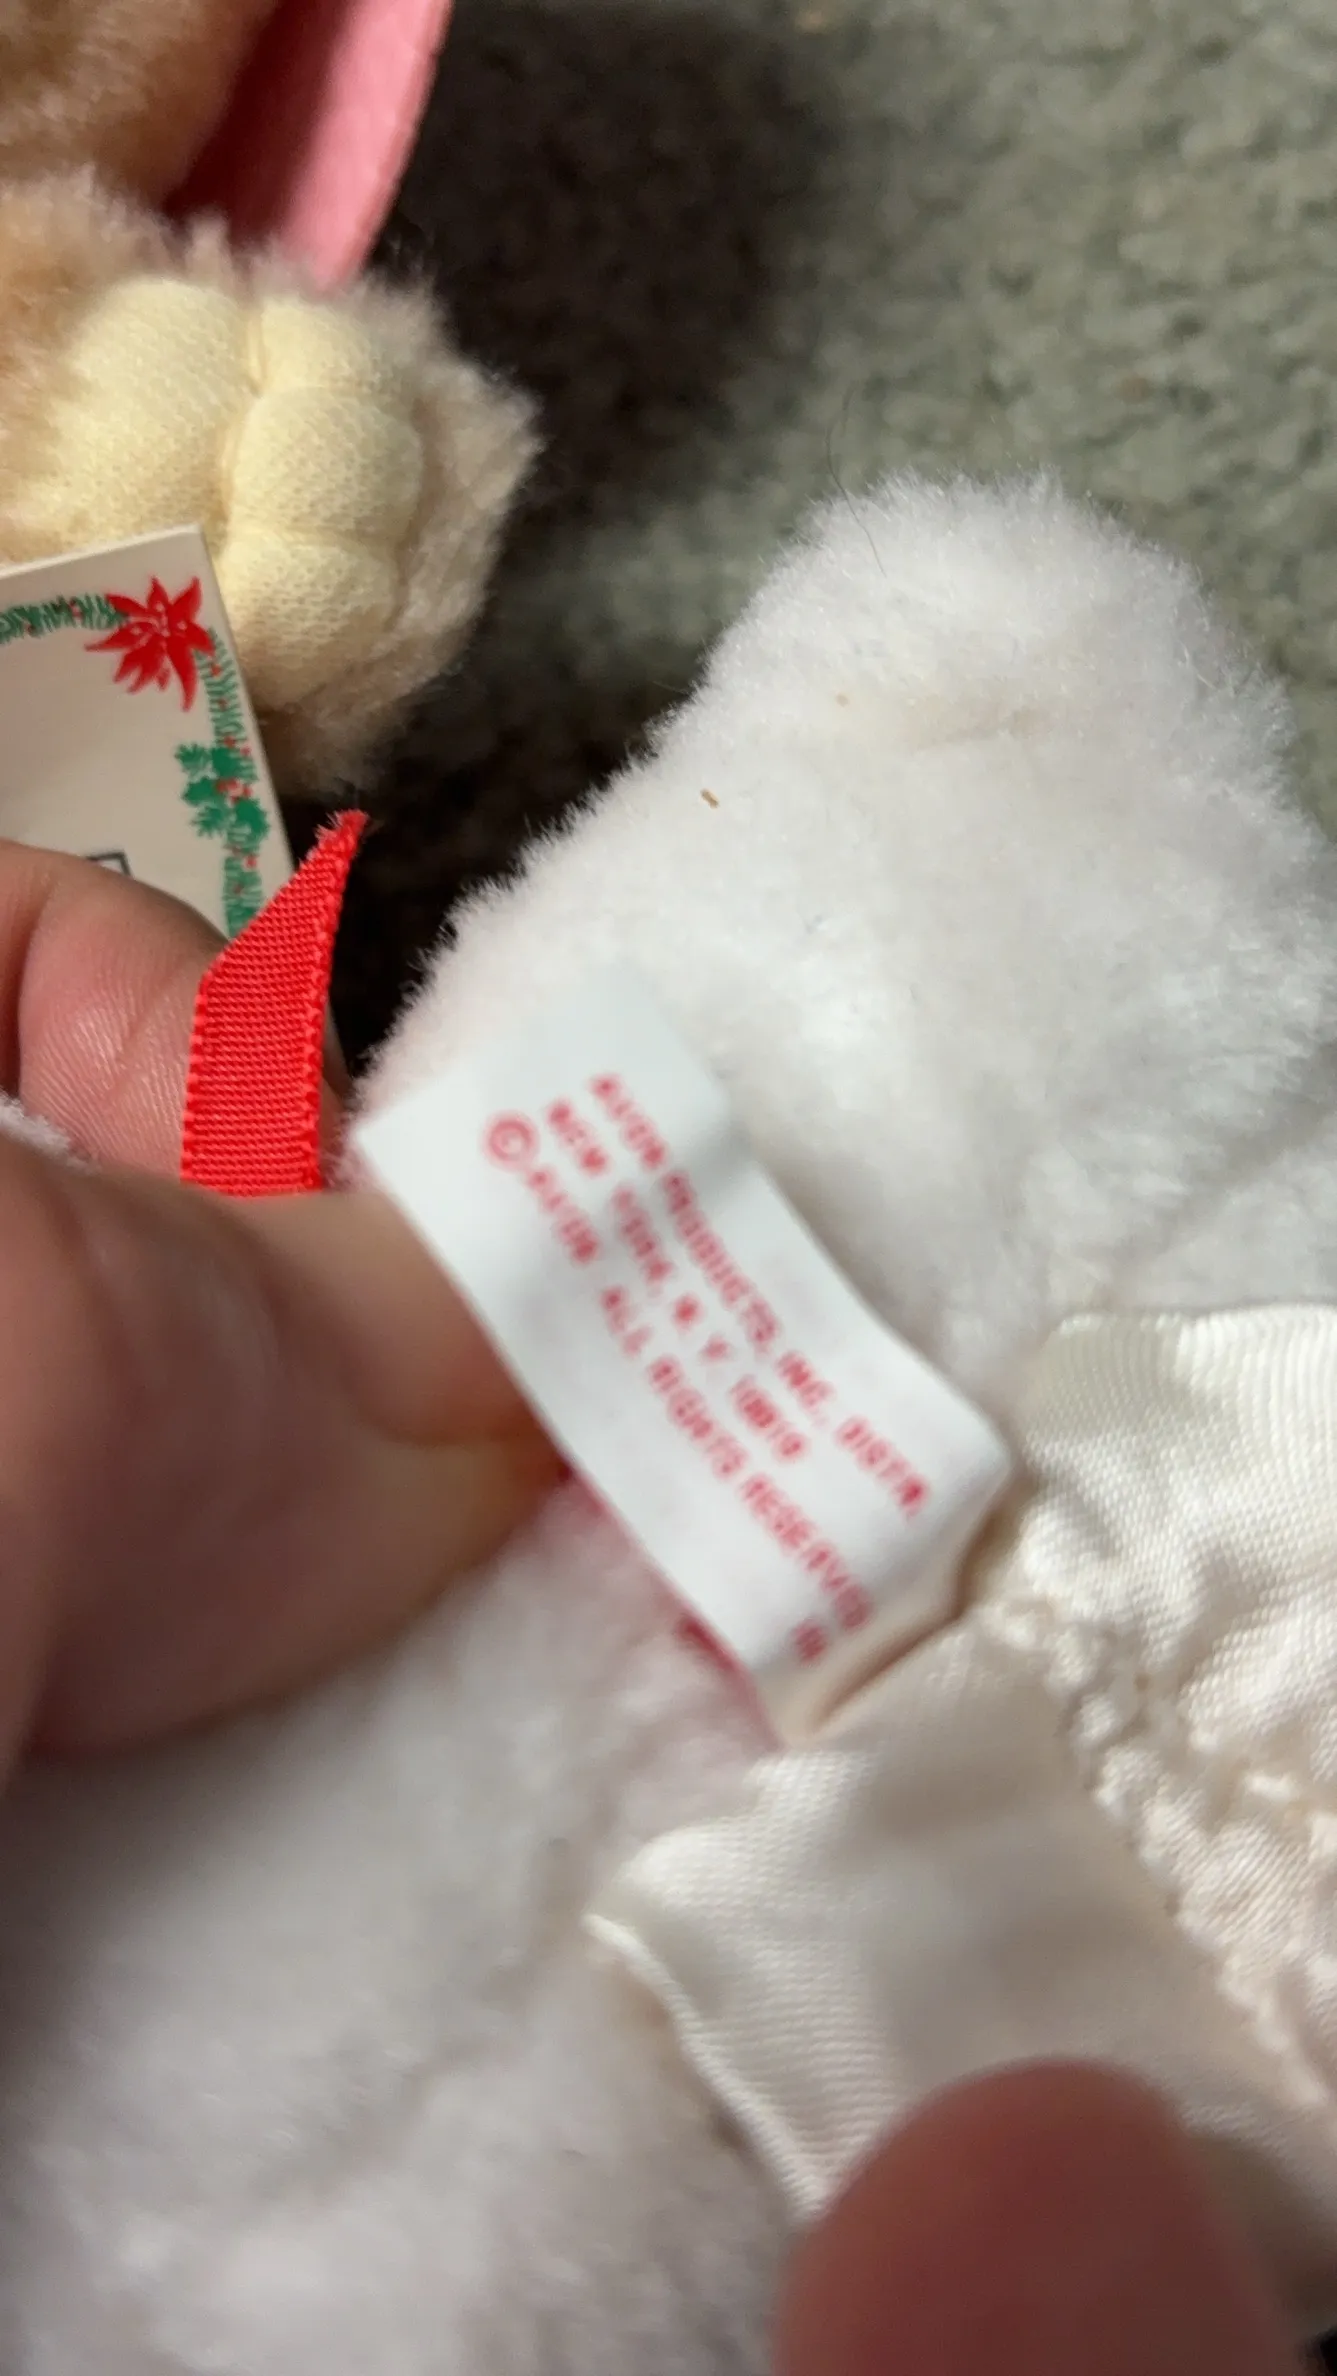 AVON PRODUCTS, INC., DISTR.
NEW YORK, N.Y. 10019
© AVON ALL RIGHTS RESERVED